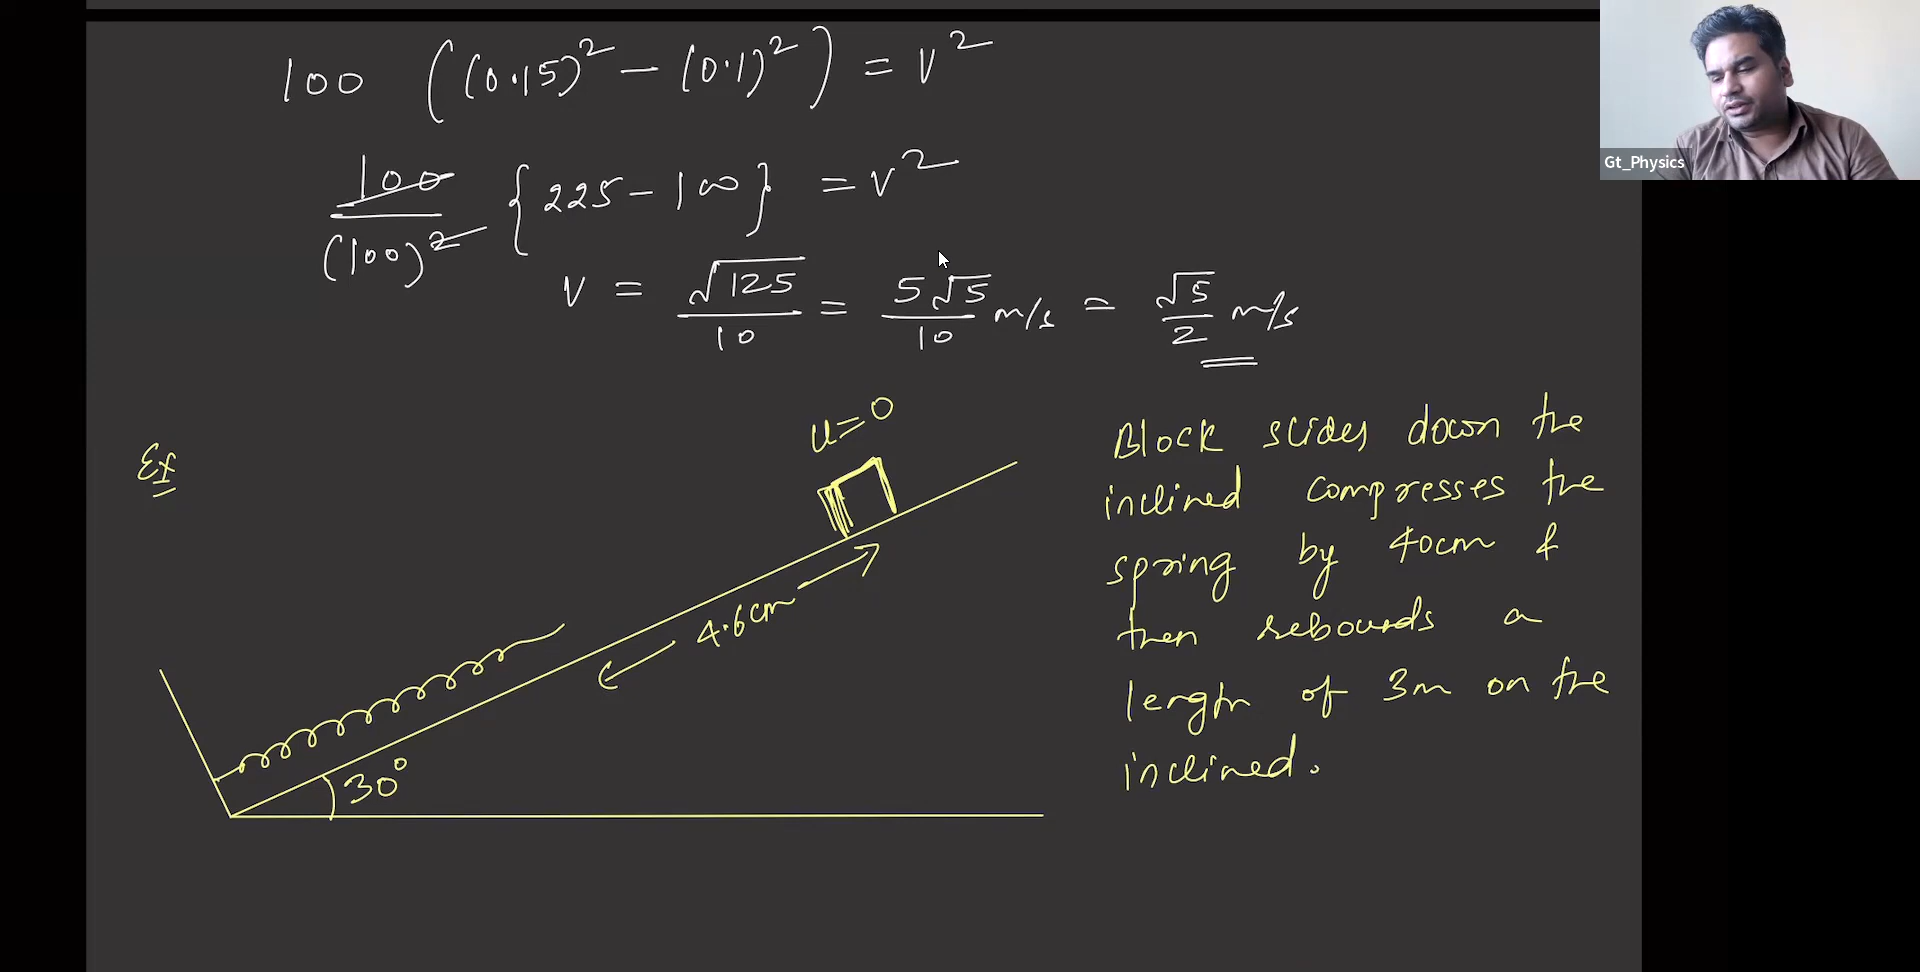 100 ((0.15)² – (0.1)²) = v²
Gt_Physics
100/(100)² {225 – 100} = v²
v = √125/10 = 5√5/10 m/s = √5/2 m/s
Ex
u=0
4.6cm
30°
Block slides down the
inclined compresses the
spring by 40cm &
then rebounds a
length of 3m on the
inclined.